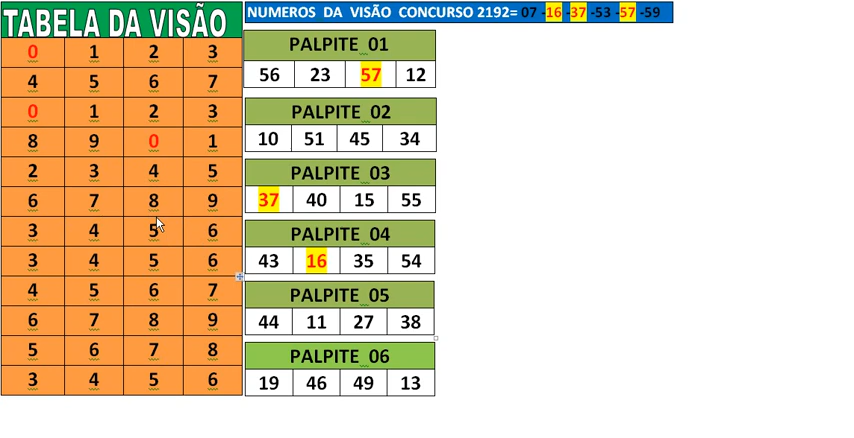 TABELA DA VISÃO
0 1 2 3
4 5 6 7
0 1 2 3
8 9 0 1
2 3 4 5
6 7 8 9
3 4 5 6
3 4 5 6
4 5 6 7
6 7 8 9
5 6 7 8
3 4 5 6
NUMEROS DA VISÃO CONCURSO 2192= 07 -16 -37 -53 -57 -59
PALPITE_01
56 23 57 12
PALPITE_02
10 51 45 34
PALPITE_03
37 40 15 55
PALPITE_04
43 16 35 54
PALPITE_05
44 11 27 38
PALPITE_06
19 46 49 13